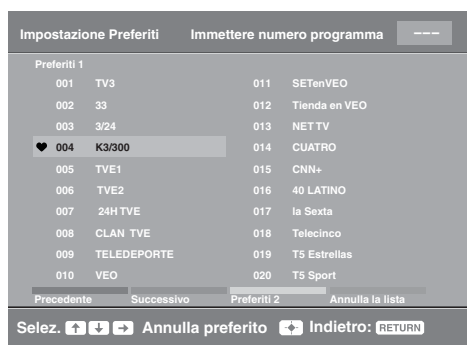 Impostazione Preferiti Immettere numero programma ---
Preferiti 1
001 TV3 011 SETenVEO
002 33 012 Tienda en VEO
003 3/24 013 NET TV
004 K3/300 014 CUATRO
005 TVE1 015 CNN+
006 TVE2 016 40 LATINO
007 24H TVE 017 la Sexta
008 CLAN TVE 018 Telecinco
009 TELEDEPORTE 019 T5 Estrellas
010 VEO 020 T5 Sport
Precedente Successivo Preferiti 2 Annulla la lista
Selez. Annulla preferito Indietro: RETURN